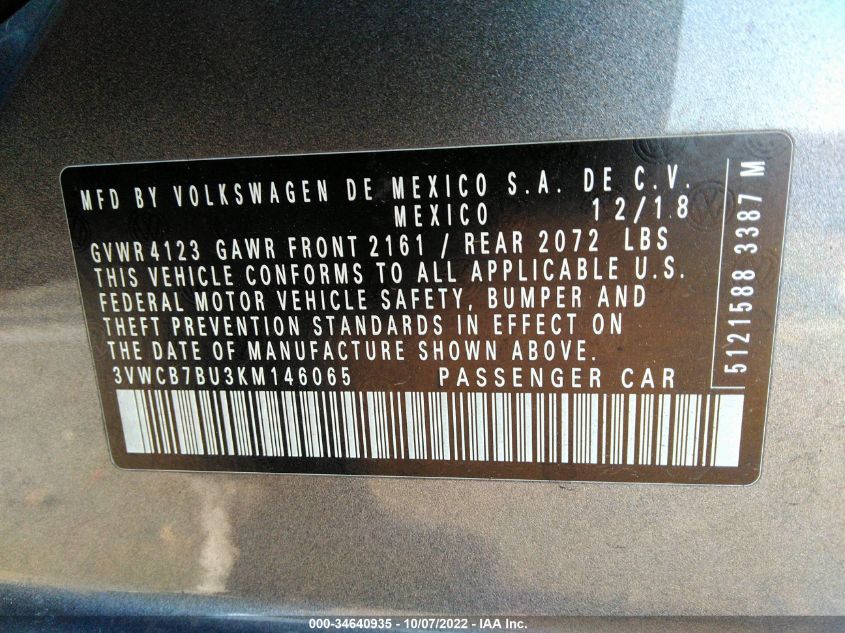 MFD BY VOLKSWAGEN DE MEXICO S.A. DE C.V.
MEXICO 12/18
GVWR 4123 GAWR FRONT 2161 / REAR 2072 LBS
THIS VEHICLE CONFORMS TO ALL APPLICABLE U.S.
FEDERAL MOTOR VEHICLE SAFETY, BUMPER AND
THEFT PREVENTION STANDARDS IN EFFECT ON
THE DATE OF MANUFACTURE SHOWN ABOVE.
3VWCB7BU3KM146065 PASSENGER CAR
5121588 3387 M
000-34640935 - 10/07/2022 - IAA Inc.